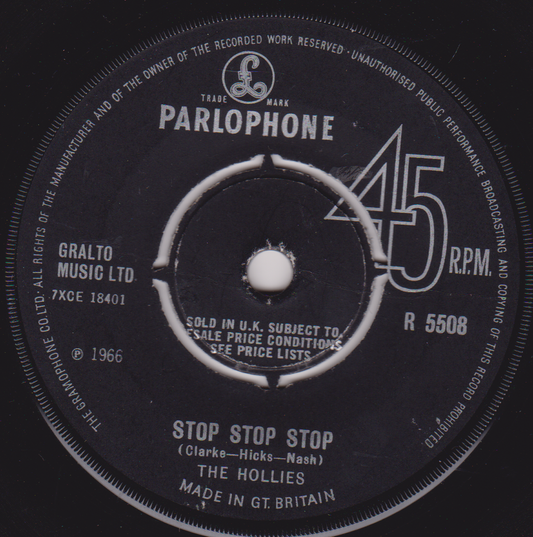 THE GRAMOPHONE CO. LTD. · ALL RIGHTS OF THE MANUFACTURER AND OF THE OWNER OF THE RECORDED WORK RESERVED · UNAUTHORISED PUBLIC PERFORMANCE BROADCASTING AND COPYING OF THIS RECORD PROHIBITED
£
TRADE MARK
PARLOPHONE
45
R.P.M.
GRALTO
MUSIC LTD
7XCE 18401
R 5508
SOLD IN U.K. SUBJECT TO
ESALE PRICE CONDITIONS
SEE PRICE LISTS
℗ 1966
STOP STOP STOP
(Clarke—Hicks—Nash)
THE HOLLIES
MADE IN GT. BRITAIN